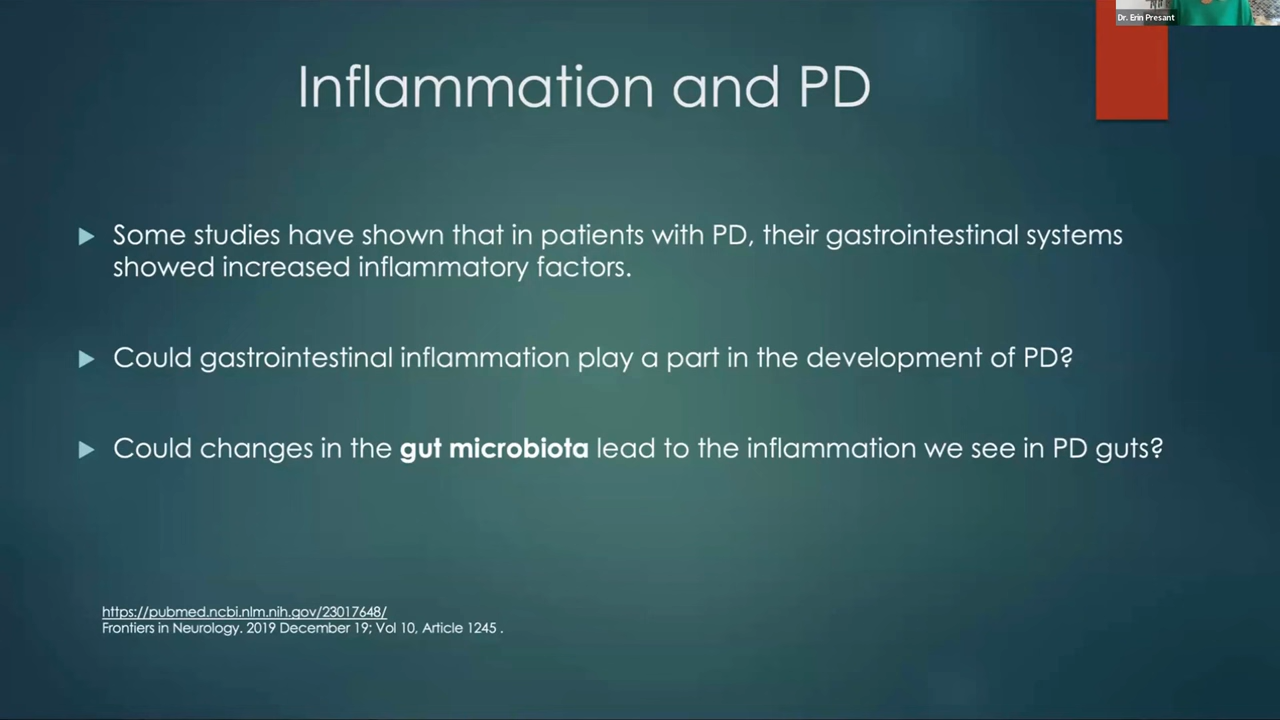 Dr. Erin Presant
Inflammation and PD
Some studies have shown that in patients with PD, their gastrointestinal systems
showed increased inflammatory factors.
Could gastrointestinal inflammation play a part in the development of PD?
Could changes in the gut microbiota lead to the inflammation we see in PD guts?
https://pubmed.ncbi.nlm.nih.gov/23017648/
Frontiers in Neurology. 2019 December 19; Vol 10, Article 1245 .